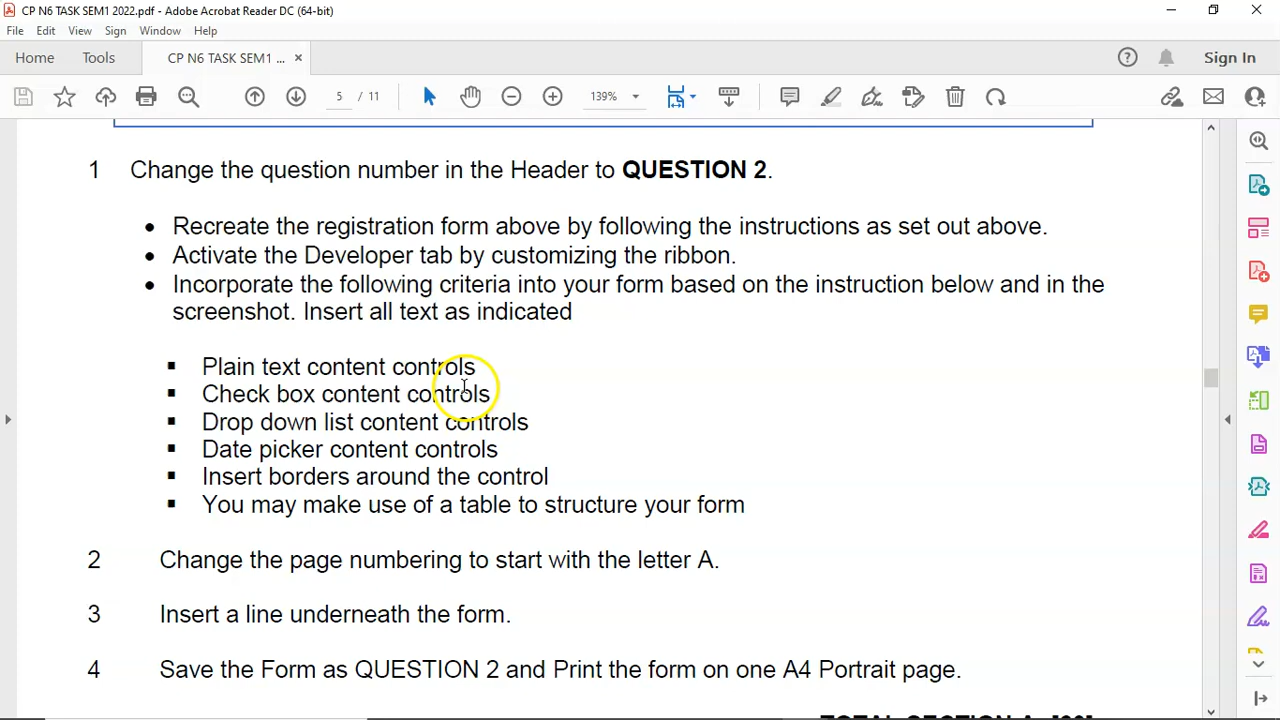 CP N6 TASK SEM1 2022.pdf - Adobe Acrobat Reader DC (64-bit)
File Edit View Sign Window Help
Home Tools CP N6 TASK SEM1 ... × Sign In
5 / 11 139%
1 Change the question number in the Header to QUESTION 2.
• Recreate the registration form above by following the instructions as set out above.
• Activate the Developer tab by customizing the ribbon.
• Incorporate the following criteria into your form based on the instruction below and in the
screenshot. Insert all text as indicated
▪ Plain text content controls
▪ Check box content controls
▪ Drop down list content controls
▪ Date picker content controls
▪ Insert borders around the control
▪ You may make use of a table to structure your form
2 Change the page numbering to start with the letter A.
3 Insert a line underneath the form.
4 Save the Form as QUESTION 2 and Print the form on one A4 Portrait page.
TOTAL SECTION A